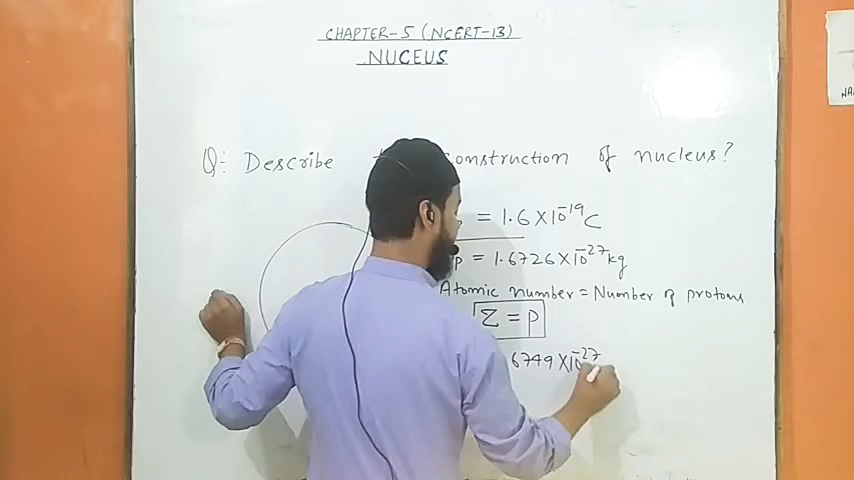 CHAPTER-5 (NCERT-13)
NUCEUS
Q:- Describe construction of nucleus?
= 1.6 X 10⁻¹⁹ C
p = 1.6726 X 10⁻²⁷ kg
Atomic number = Number of protons
Z = P
6749 X 10⁻²⁷